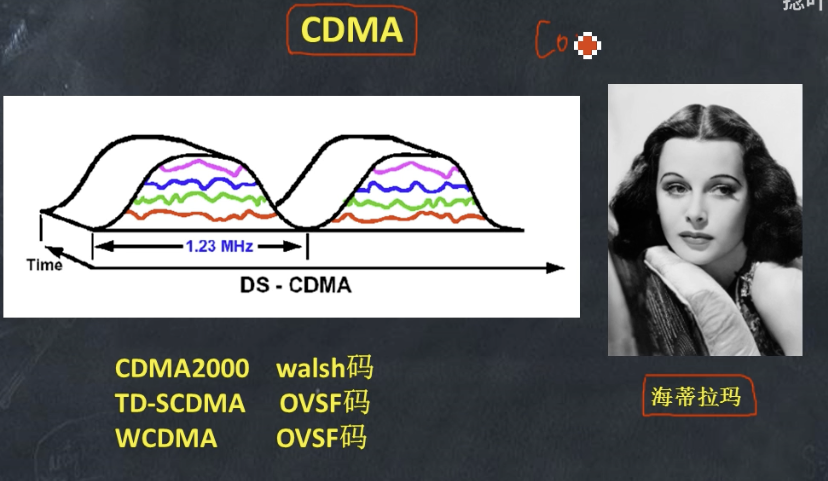 CDMA
Co
1.23 MHz
Time
DS - CDMA
CDMA2000 walsh码
TD-SCDMA OVSF码
WCDMA OVSF码
海蒂拉玛